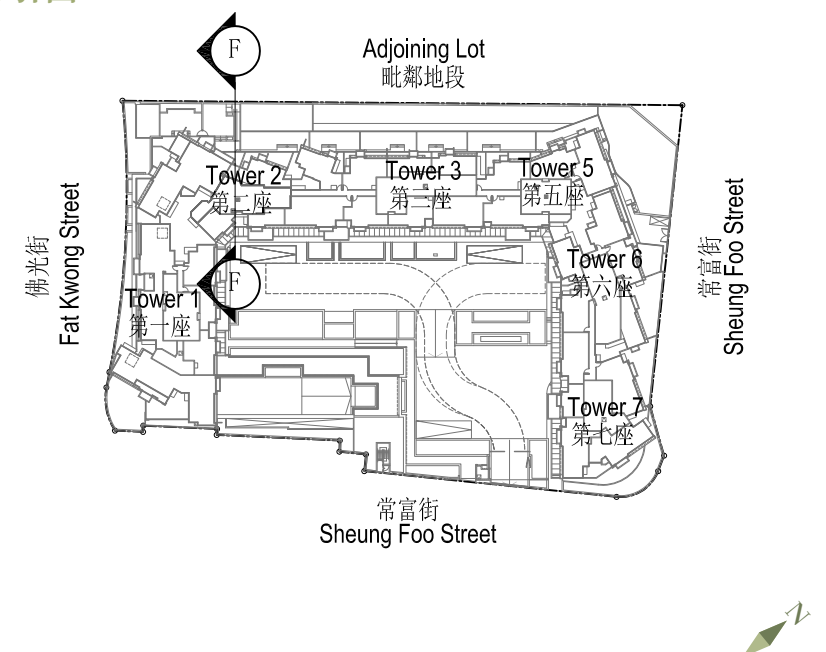 F
Adjoining Lot
毗鄰地段
Tower 2
第二座
Tower 3
第三座
Tower 5
第五座
佛光街
Fat Kwong Street
常富街
Sheung Foo Street
Tower 6
第六座
F
Tower 1
第一座
Tower 7
第七座
常富街
Sheung Foo Street
N